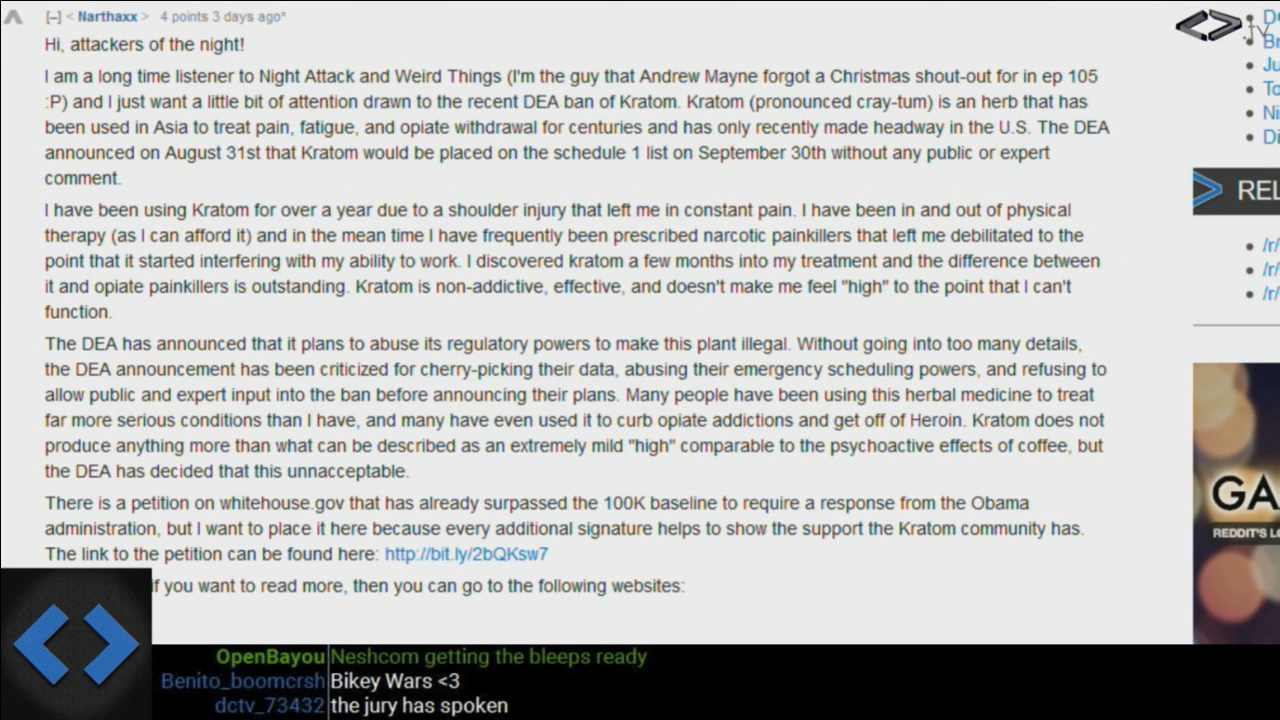 [–] < Narthaxx > 4 points 3 days ago*
Hi, attackers of the night!
I am a long time listener to Night Attack and Weird Things (I'm the guy that Andrew Mayne forgot a Christmas shout-out for in ep 105
:P) and I just want a little bit of attention drawn to the recent DEA ban of Kratom. Kratom (pronounced cray-tum) is an herb that has
been used in Asia to treat pain, fatigue, and opiate withdrawal for centuries and has only recently made headway in the U.S. The DEA
announced on August 31st that Kratom would be placed on the schedule 1 list on September 30th without any public or expert
comment.
I have been using Kratom for over a year due to a shoulder injury that left me in constant pain. I have been in and out of physical
therapy (as I can afford it) and in the mean time I have frequently been prescribed narcotic painkillers that left me debilitated to the
point that it started interfering with my ability to work. I discovered kratom a few months into my treatment and the difference between
it and opiate painkillers is outstanding. Kratom is non-addictive, effective, and doesn't make me feel "high" to the point that I can't
function.
The DEA has announced that it plans to abuse its regulatory powers to make this plant illegal. Without going into too many details,
the DEA announcement has been criticized for cherry-picking their data, abusing their emergency scheduling powers, and refusing to
allow public and expert input into the ban before announcing their plans. Many people have been using this herbal medicine to treat
far more serious conditions than I have, and many have even used it to curb opiate addictions and get off of Heroin. Kratom does not
produce anything more than what can be described as an extremely mild "high" comparable to the psychoactive effects of coffee, but
the DEA has decided that this unnacceptable.
There is a petition on whitehouse.gov that has already surpassed the 100K baseline to require a response from the Obama
administration, but I want to place it here because every additional signature helps to show the support the Kratom community has.
The link to the petition can be found here: http://bit.ly/2bQKsw7
if you want to read more, then you can go to the following websites:
.TV
Br
Ju
To
Ni
Di
REL
/r/
/r/
/r/
GA
REDDIT'S L
OpenBayou Neshcom getting the bleeps ready
Benito_boomcrsh Bikey Wars <3
dctv_73432 the jury has spoken